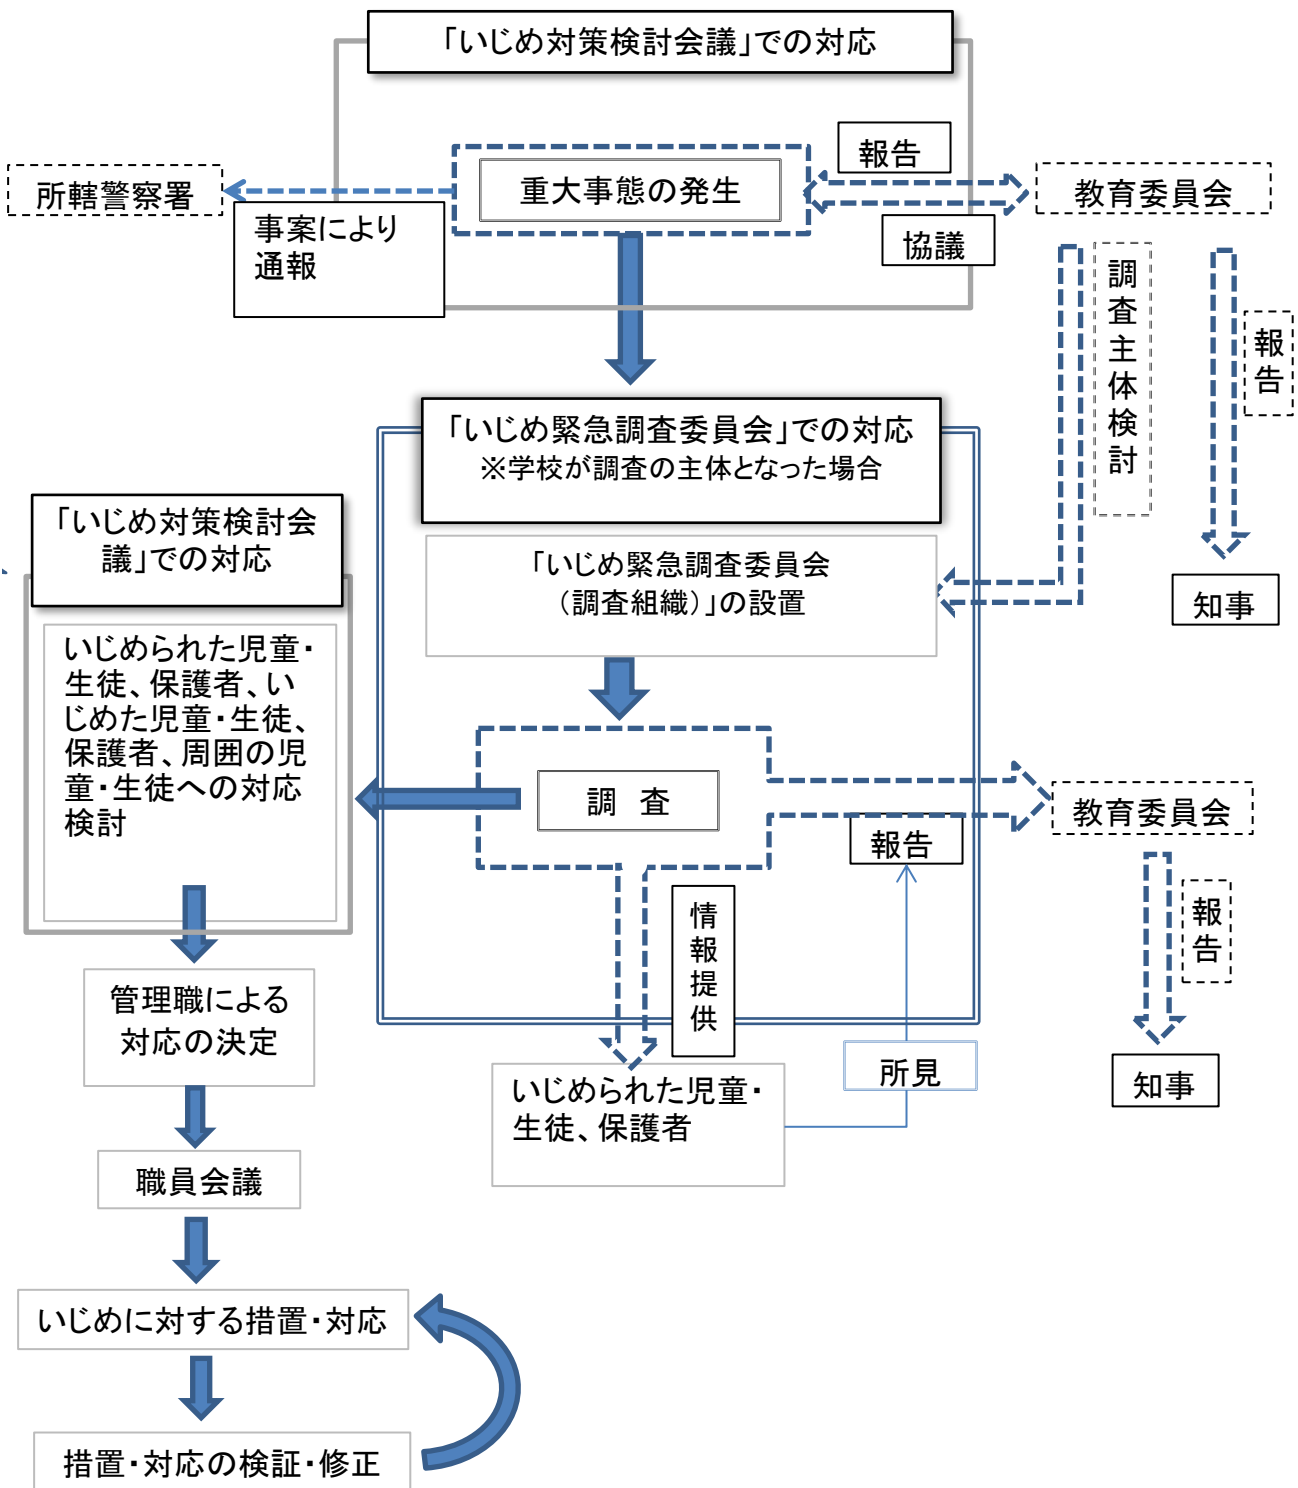 「いじめ対策検討会議」での対応
報告
重大事態の発生
所轄警察署
教育委員会
事案により
通報
協議
調査主体検討
報告
「いじめ緊急調査委員会」での対応
※学校が調査の主体となった場合
「いじめ対策検討会
議」での対応
「いじめ緊急調査委員会
（調査組織）」の設置
知事
いじめられた児童・
生徒、保護者、い
じめた児童・生徒、
保護者、周囲の児
童・生徒への対応
検討
調 査
教育委員会
報告
情報提供
報告
管理職による
対応の決定
所見
知事
いじめられた児童・
生徒、保護者
職員会議
いじめに対する措置・対応
措置・対応の検証・修正